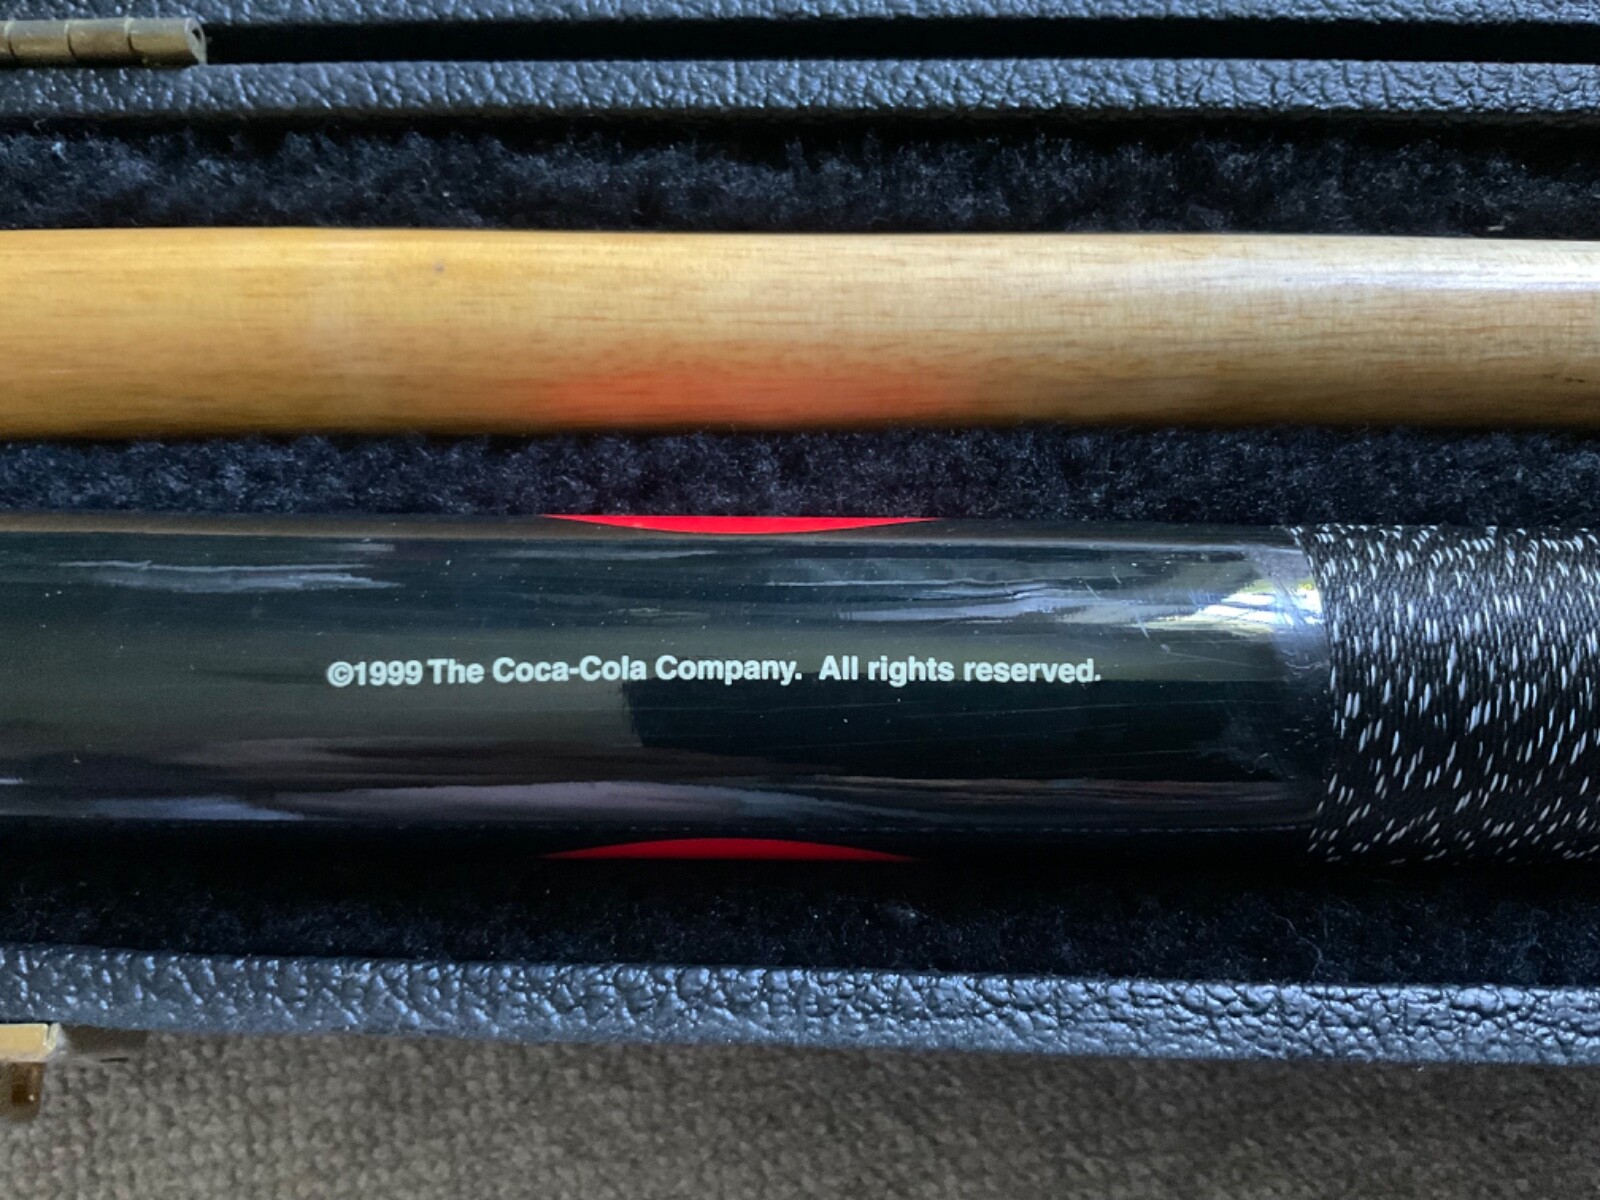 ©1999 The Coca-Cola Company. All rights reserved.